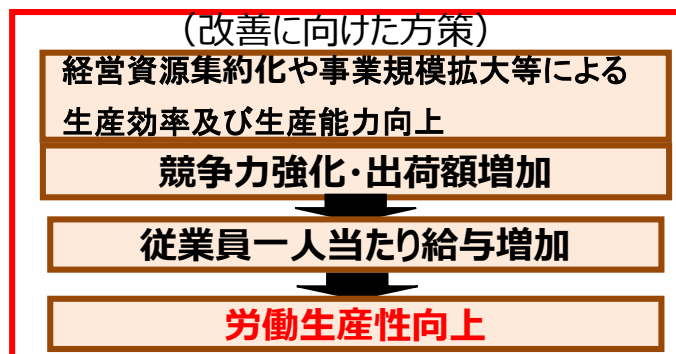 (改善に向けた方策)
経営資源集約化や事業規模拡大等による
生産効率及び生産能力向上
競争力強化・出荷額増加
従業員一人当たり給与増加
労働生産性向上